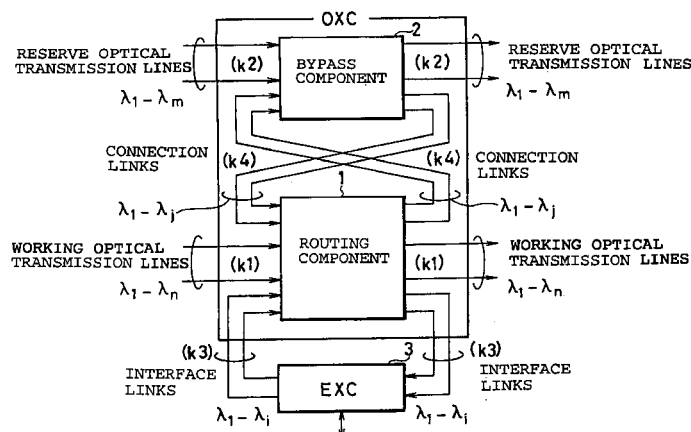 OXC
2
RESERVE OPTICAL
TRANSMISSION LINES
(k2)
BYPASS
COMPONENT
(k2)
RESERVE OPTICAL
TRANSMISSION LINES
λ1 – λm
λ1 – λm
CONNECTION
LINKS
(k4)
(k4)
CONNECTION
LINKS
λ1 – λj
1
λ1 – λj
WORKING OPTICAL
TRANSMISSION LINES
(k1)
ROUTING
COMPONENT
(k1)
WORKING OPTICAL
TRANSMISSION LINES
λ1 – λn
λ1 – λn
(k3)
(k3)
INTERFACE
LINKS
3
EXC
INTERFACE
LINKS
λ1 – λi
λ1 – λi